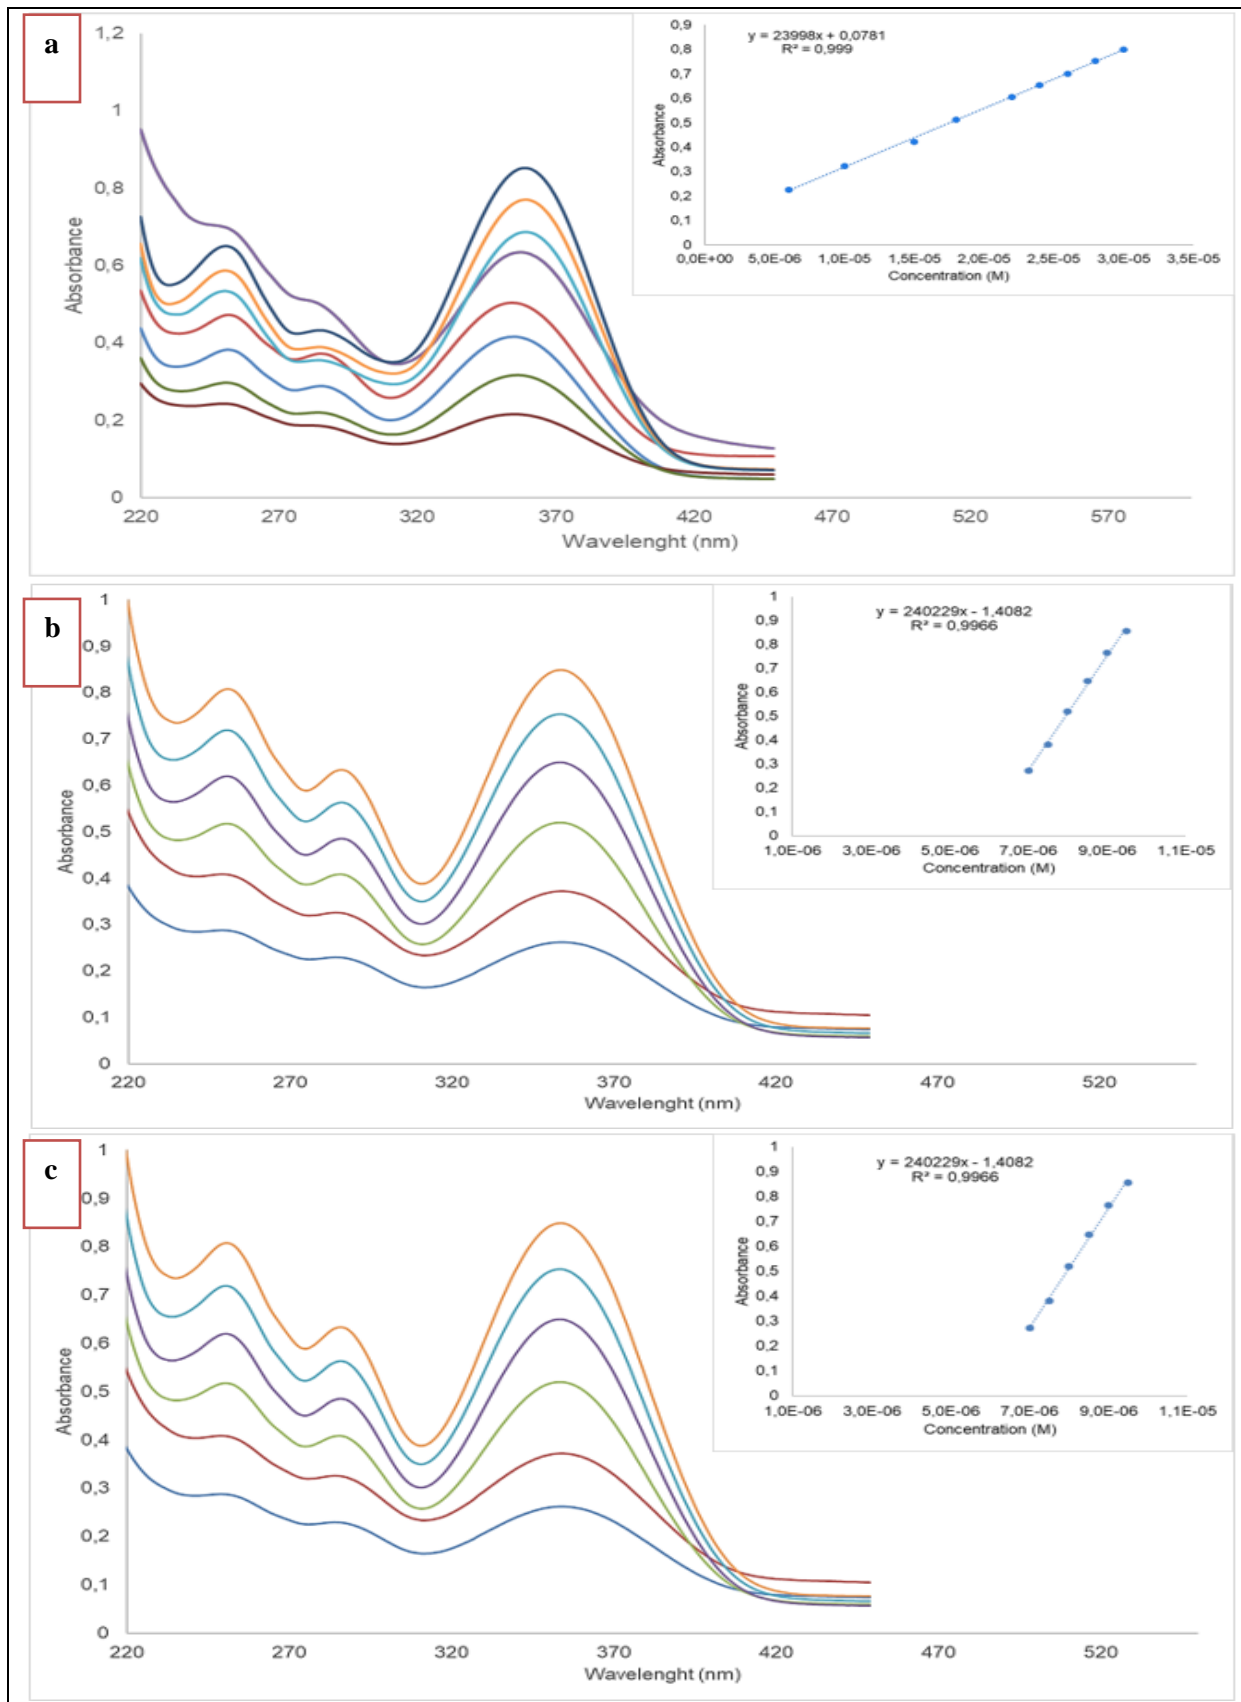 a
1,2
1
0,8
0,6
0,4
0,2
0
Absorbance
220 270 320 370 420 470 520 570
Wavelenght (nm)
y = 23998x + 0,0781
R² = 0,999
0,9
0,8
0,7
0,6
0,5
0,4
0,3
0,2
0,1
0
Absorbance
0,0E+00 5,0E-06 1,0E-05 1,5E-05 2,0E-05 2,5E-05 3,0E-05 3,5E-05
Concentration (M)
b
1
0,9
0,8
0,7
0,6
0,5
0,4
0,3
0,2
0,1
0
Absorbance
220 270 320 370 420 470 520
Wavelenght (nm)
y = 240229x - 1,4082
R² = 0,9966
1
0,9
0,8
0,7
0,6
0,5
0,4
0,3
0,2
0,1
0
Absorbance
1,0E-06 3,0E-06 5,0E-06 7,0E-06 9,0E-06 1,1E-05
Concentration (M)
c
1
0,9
0,8
0,7
0,6
0,5
0,4
0,3
0,2
0,1
0
Absorbance
220 270 320 370 420 470 520
Wavelenght (nm)
y = 240229x - 1,4082
R² = 0,9966
1
0,9
0,8
0,7
0,6
0,5
0,4
0,3
0,2
0,1
0
Absorbance
1,0E-06 3,0E-06 5,0E-06 7,0E-06 9,0E-06 1,1E-05
Concentration (M)